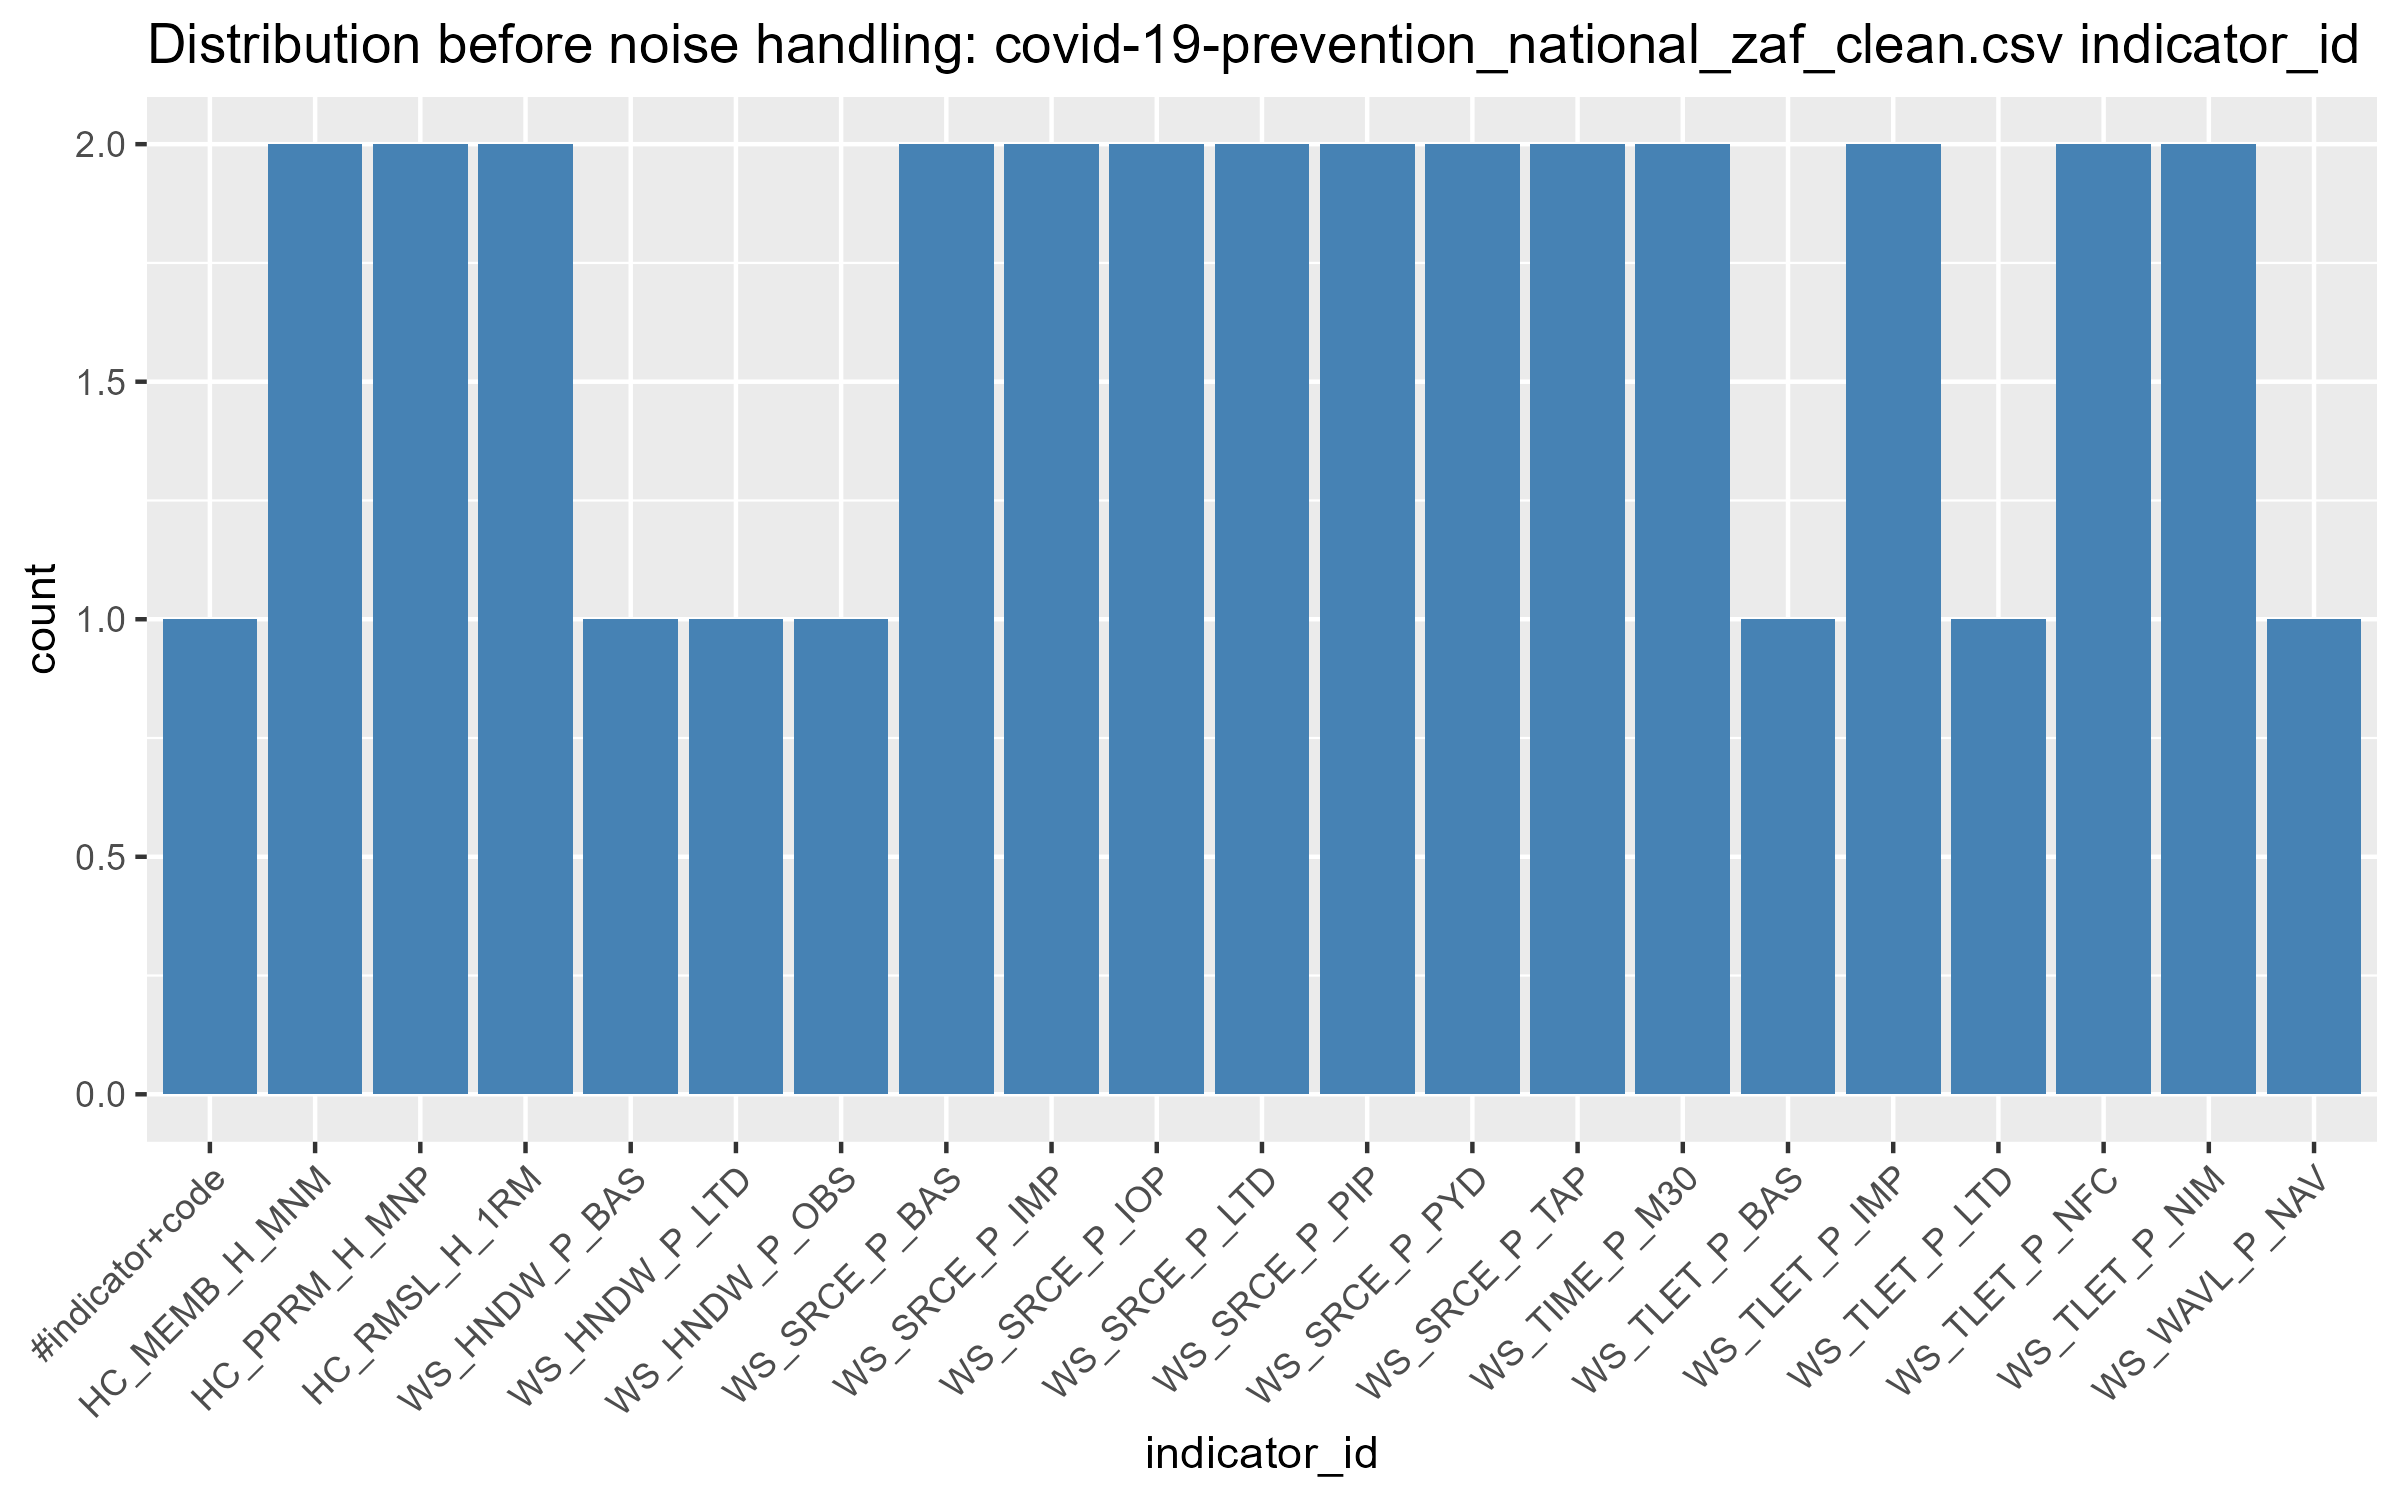 Distribution before noise handling: covid-19-prevention_national_zaf_clean.csv indicator_id
count
2.0
1.5
1.0
0.5
0.0
#indicator+code
HC_MEMB_H_MNM
HC_PPRM_H_MNP
HC_RMSL_H_1RM
WS_HNDW_P_BAS
WS_HNDW_P_LTD
WS_HNDW_P_OBS
WS_SRCE_P_BAS
WS_SRCE_P_IMP
WS_SRCE_P_IOP
WS_SRCE_P_LTD
WS_SRCE_P_PIP
WS_SRCE_P_PYD
WS_SRCE_P_TAP
WS_TIME_P_M30
WS_TLET_P_BAS
WS_TLET_P_IMP
WS_TLET_P_LTD
WS_TLET_P_NFC
WS_TLET_P_NIM
WS_WAVL_P_NAV
indicator_id